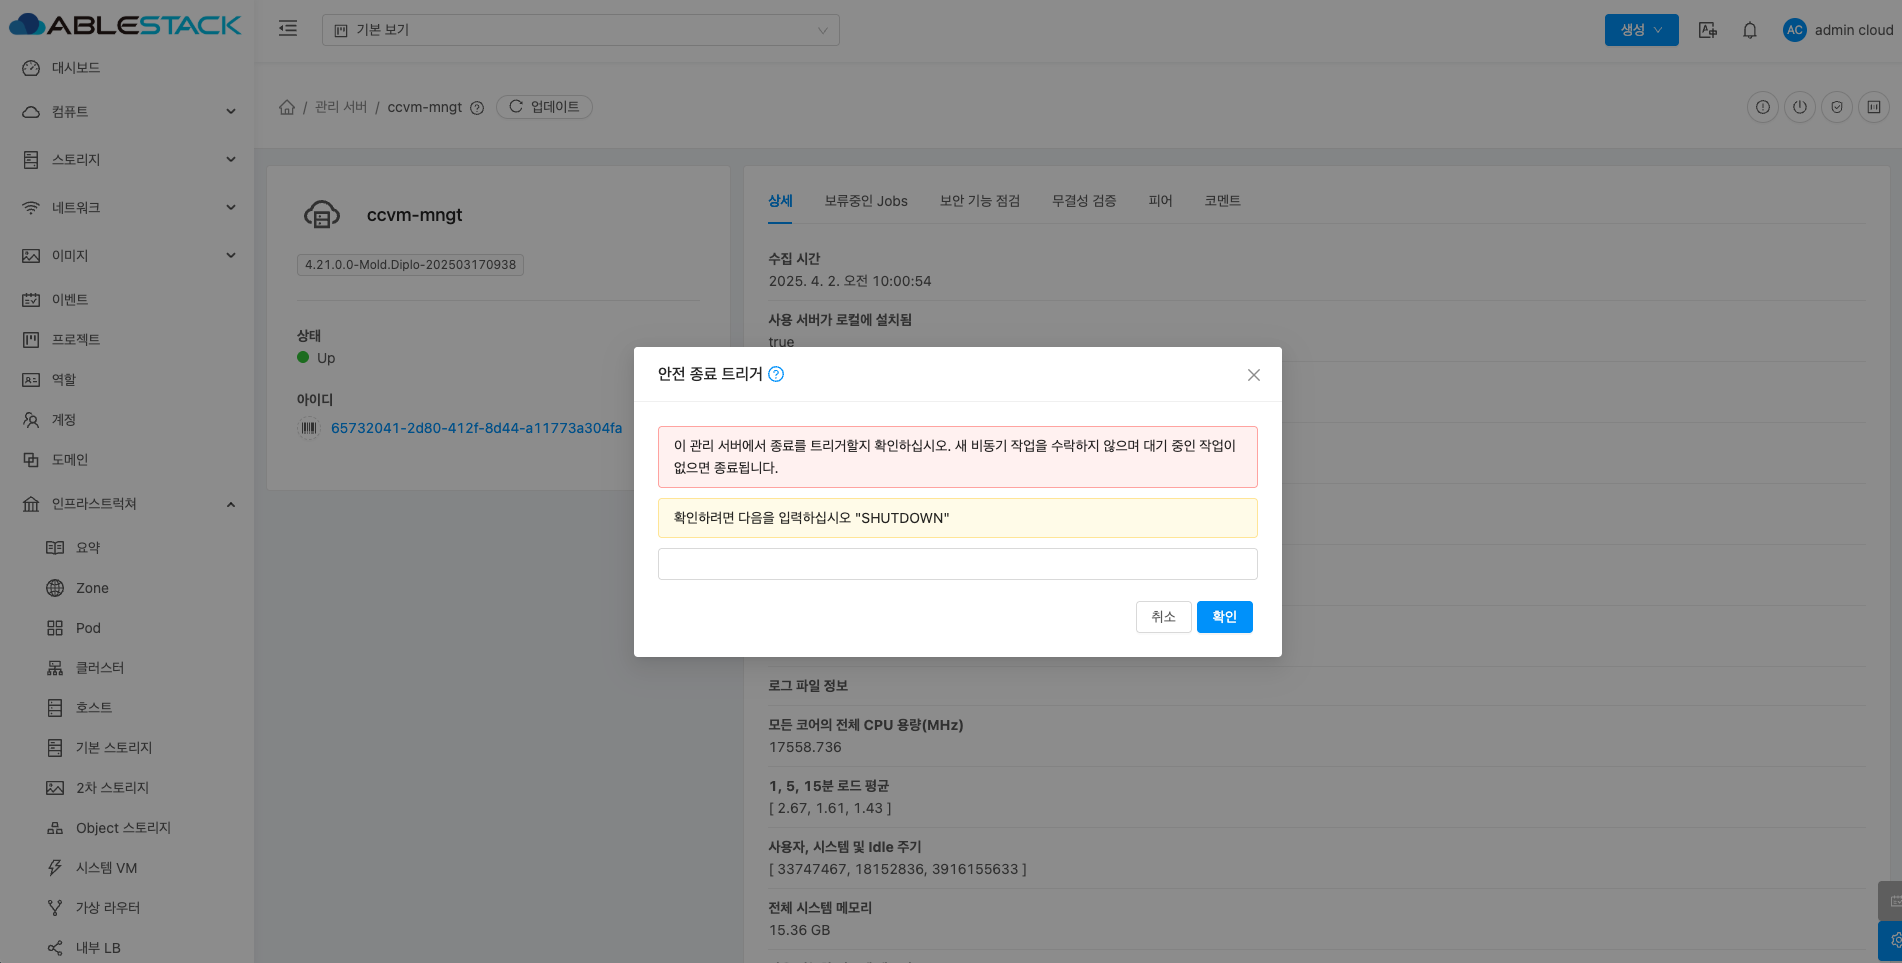 ABLESTACK
기본 보기
생성
AC
admin cloud
대시보드
컴퓨트
스토리지
네트워크
이미지
이벤트
프로젝트
역할
계정
도메인
인프라스트럭쳐
요약
Zone
Pod
클러스터
호스트
기본 스토리지
2차 스토리지
Object 스토리지
시스템 VM
가상 라우터
내부 LB
/ 관리 서버 / ccvm-mngt
업데이트
ccvm-mngt
4.21.0.0-Mold.Diplo-202503170938
상태
Up
아이디
65732041-2d80-412f-8d44-a11773a304fa
상세
보류중인 Jobs
보안 기능 점검
무결성 검증
피어
코멘트
수집 시간
2025. 4. 2. 오전 10:00:54
사용 서버가 로컬에 설치됨
true
안전 종료 트리거
이 관리 서버에서 종료를 트리거할지 확인하십시오. 새 비동기 작업을 수락하지 않으며 대기 중인 작업이
없으면 종료됩니다.
확인하려면 다음을 입력하십시오 "SHUTDOWN"
취소
확인
로그 파일 정보
모든 코어의 전체 CPU 용량(MHz)
17558.736
1, 5, 15분 로드 평균
[ 2.67, 1.61, 1.43 ]
사용자, 시스템 및 Idle 주기
[ 33747467, 18152836, 3916155633 ]
전체 시스템 메모리
15.36 GB